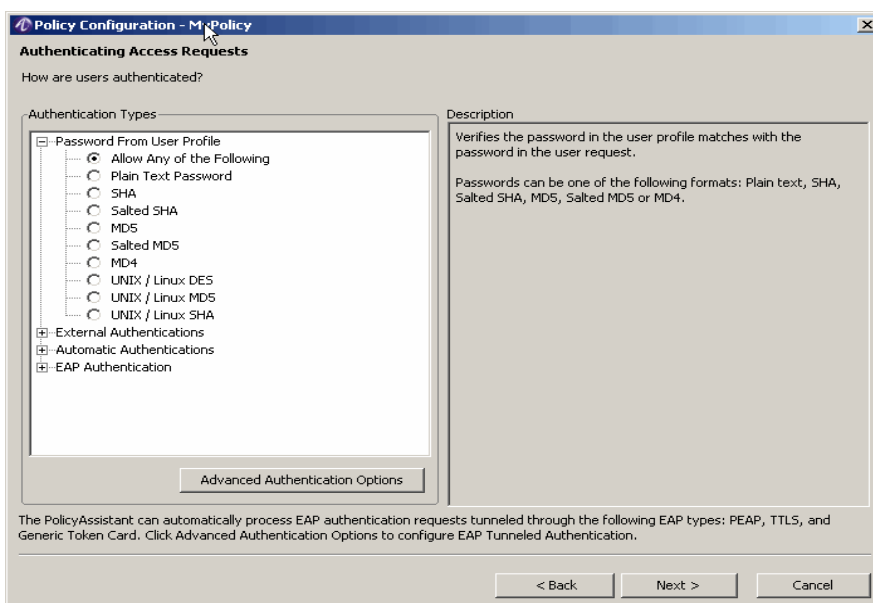 Policy Configuration - MyPolicy
Authenticating Access Requests
How are users authenticated?
Authentication Types
Password From User Profile
Allow Any of the Following
Plain Text Password
SHA
Salted SHA
MD5
Salted MD5
MD4
UNIX / Linux DES
UNIX / Linux MD5
UNIX / Linux SHA
External Authentications
Automatic Authentications
EAP Authentication
Advanced Authentication Options
Description
Verifies the password in the user profile matches with the
password in the user request.
Passwords can be one of the following formats: Plain text, SHA,
Salted SHA, MD5, Salted MD5 or MD4.
The PolicyAssistant can automatically process EAP authentication requests tunneled through the following EAP types: PEAP, TTLS, and
Generic Token Card. Click Advanced Authentication Options to configure EAP Tunneled Authentication.
< Back
Next >
Cancel